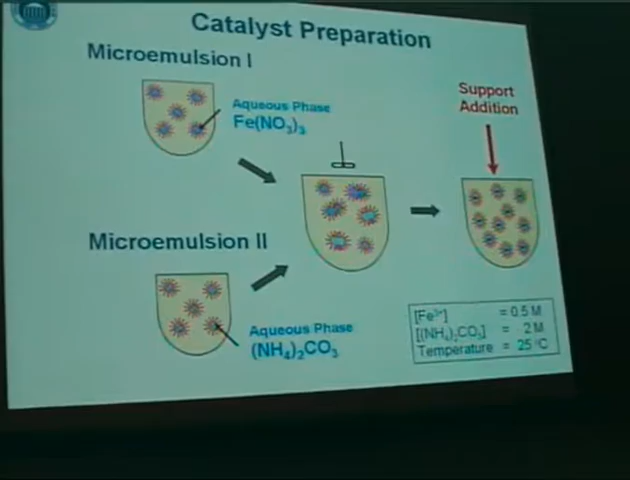 Catalyst Preparation
Microemulsion I
Aqueous Phase
Fe(NO₃)₃
Support
Addition
Microemulsion II
Aqueous Phase
(NH₄)₂CO₃
[Fe³⁺] = 0.5 M
[(NH₄)₂CO₃] = 2 M
Temperature = 25 °C